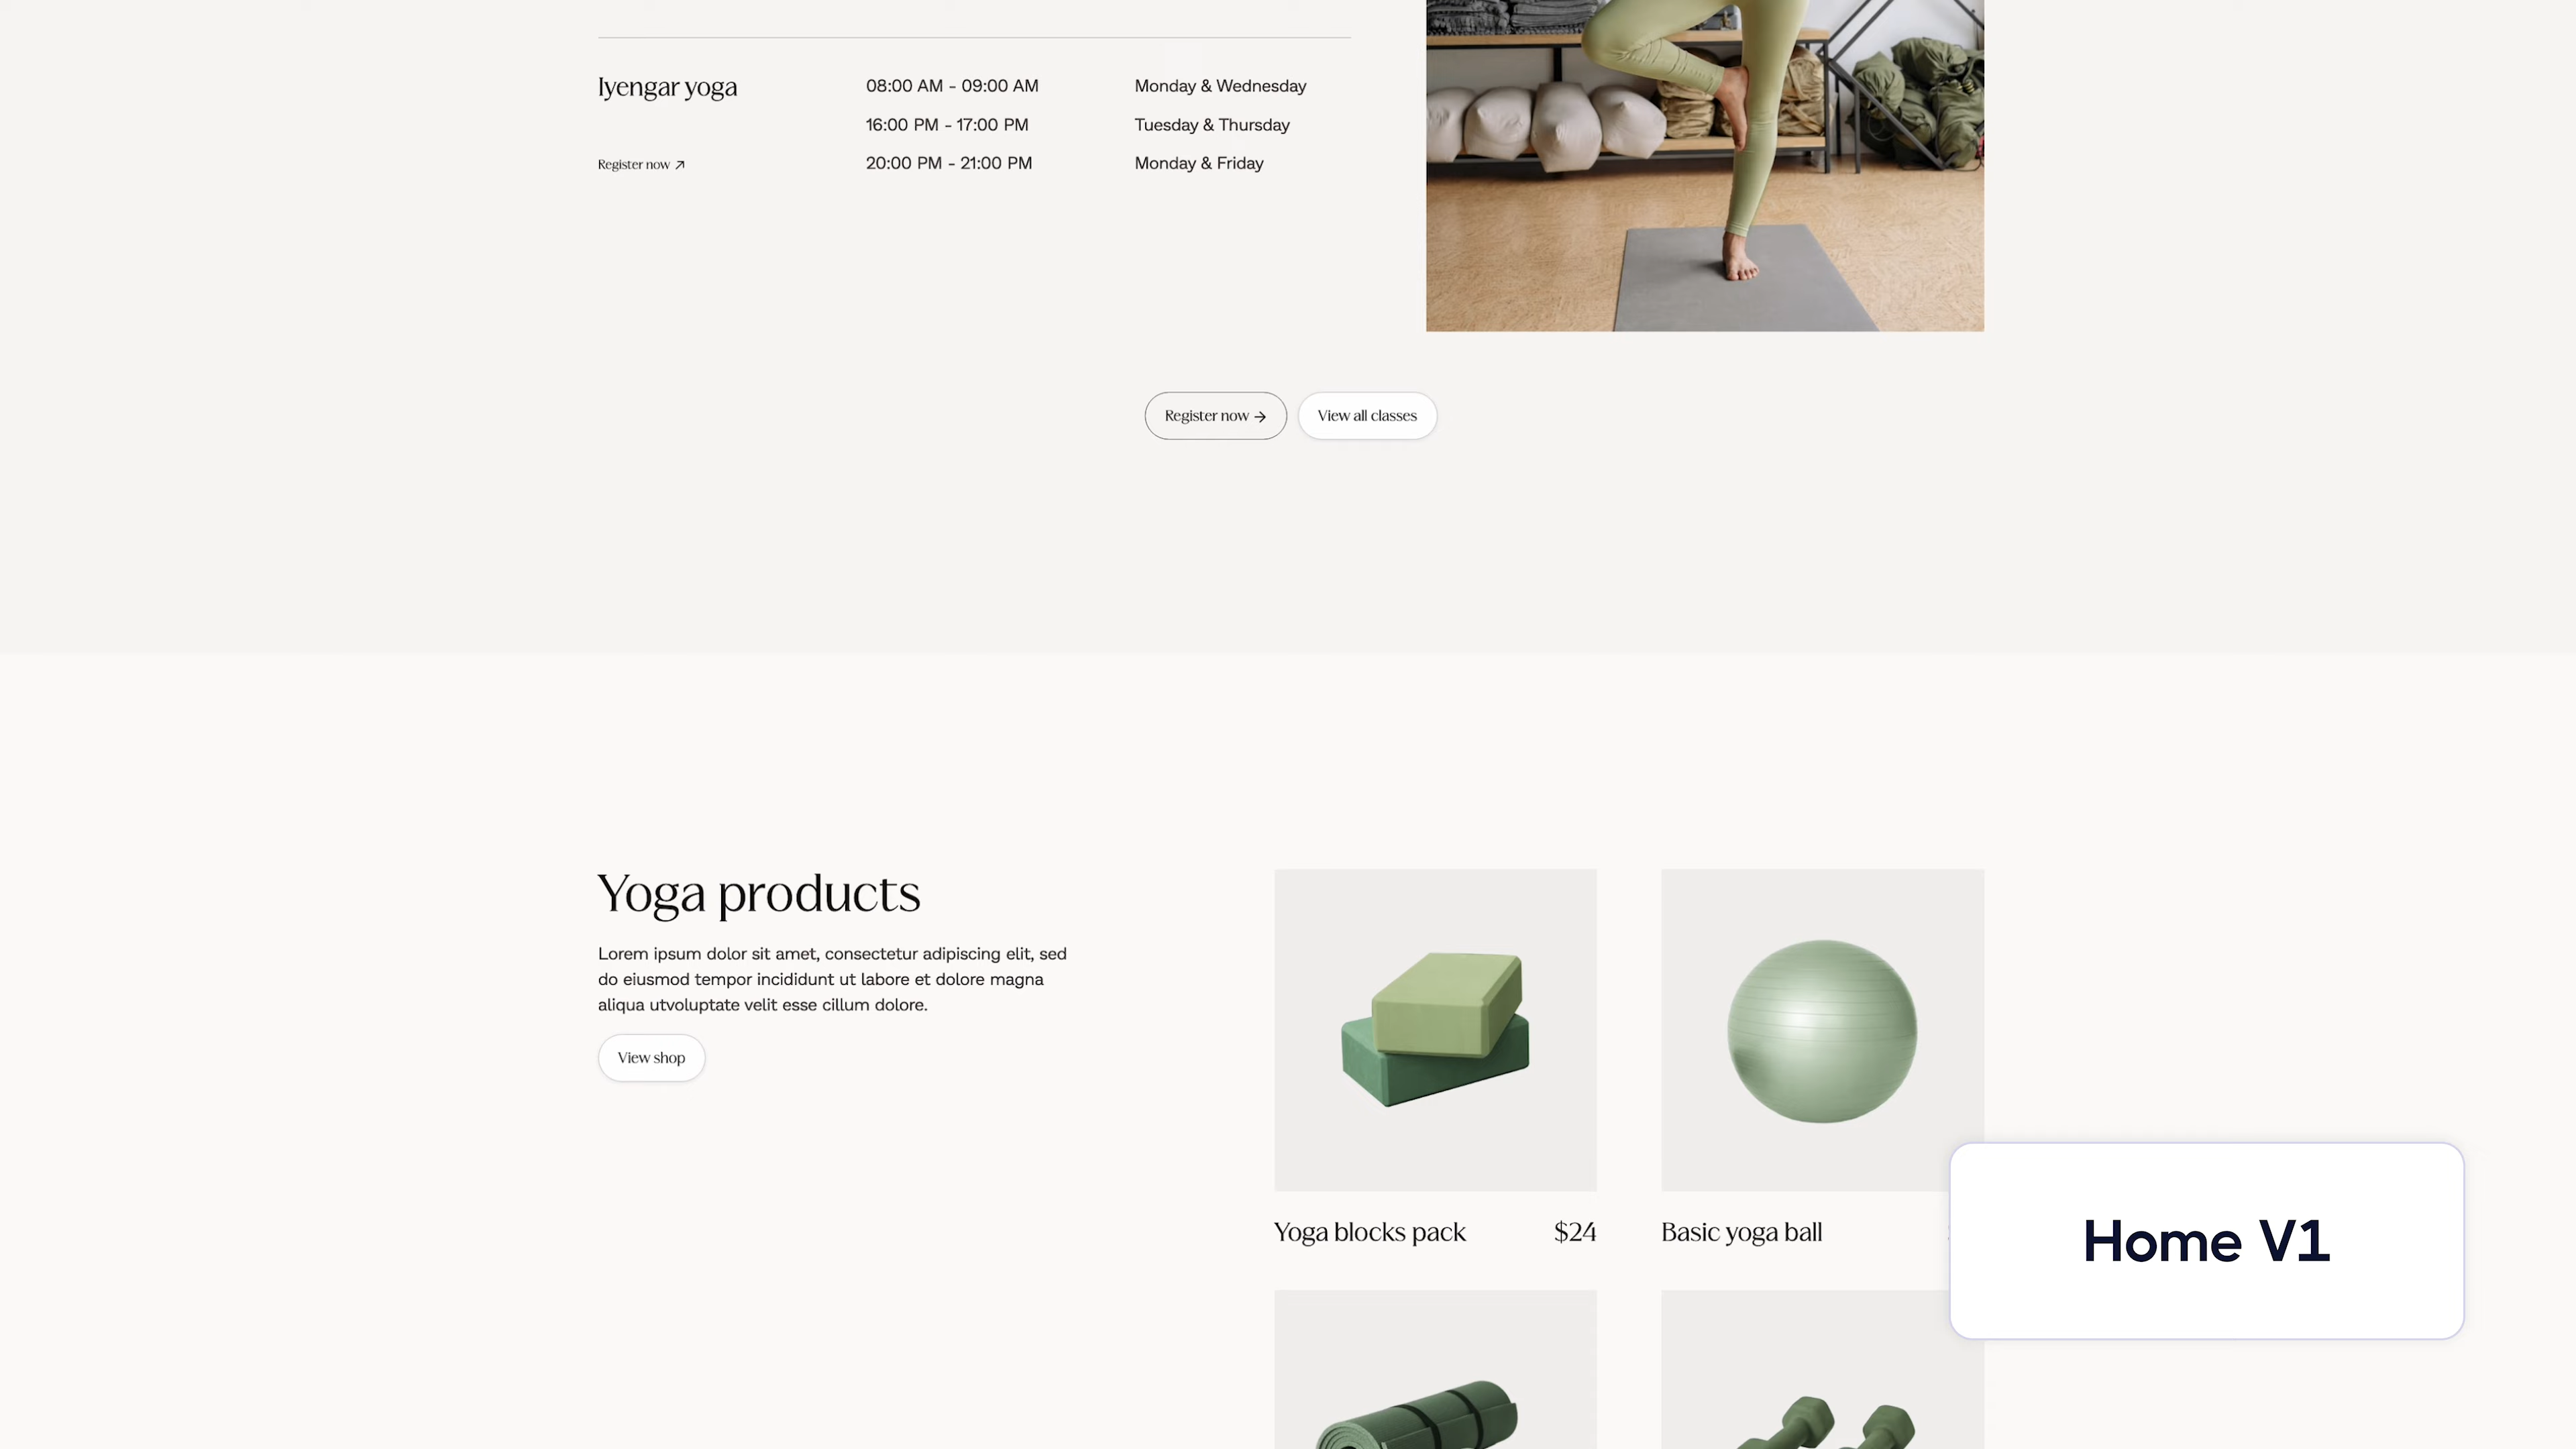 Iyengar yoga
08:00 AM - 09:00 AM
Monday & Wednesday
16:00 PM - 17:00 PM
Tuesday & Thursday
Register now ↗
20:00 PM - 21:00 PM
Monday & Friday
Register now →
View all classes
Yoga products
Lorem ipsum dolor sit amet, consectetur adipiscing elit, sed
do eiusmod tempor incididunt ut labore et dolore magna
aliqua utvoluptate velit esse cillum dolore.
View shop
Yoga blocks pack
$24
Basic yoga ball
Home V1